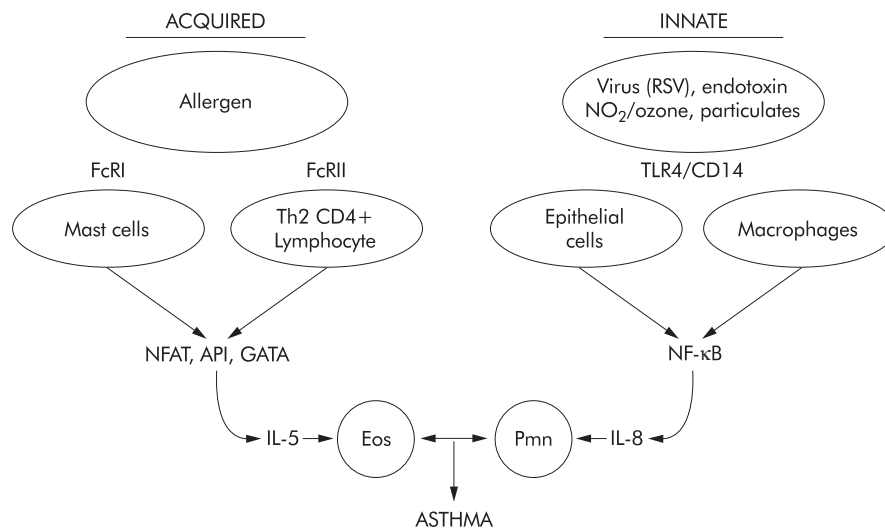 ACQUIRED
INNATE
Allergen
Virus (RSV), endotoxin
NO2/ozone, particulates
FcRI
FcRII
TLR4/CD14
Mast cells
Th2 CD4+
Lymphocyte
Epithelial
cells
Macrophages
NFAT, API, GATA
NF-κB
IL-5
Eos
Pmn
IL-8
ASTHMA